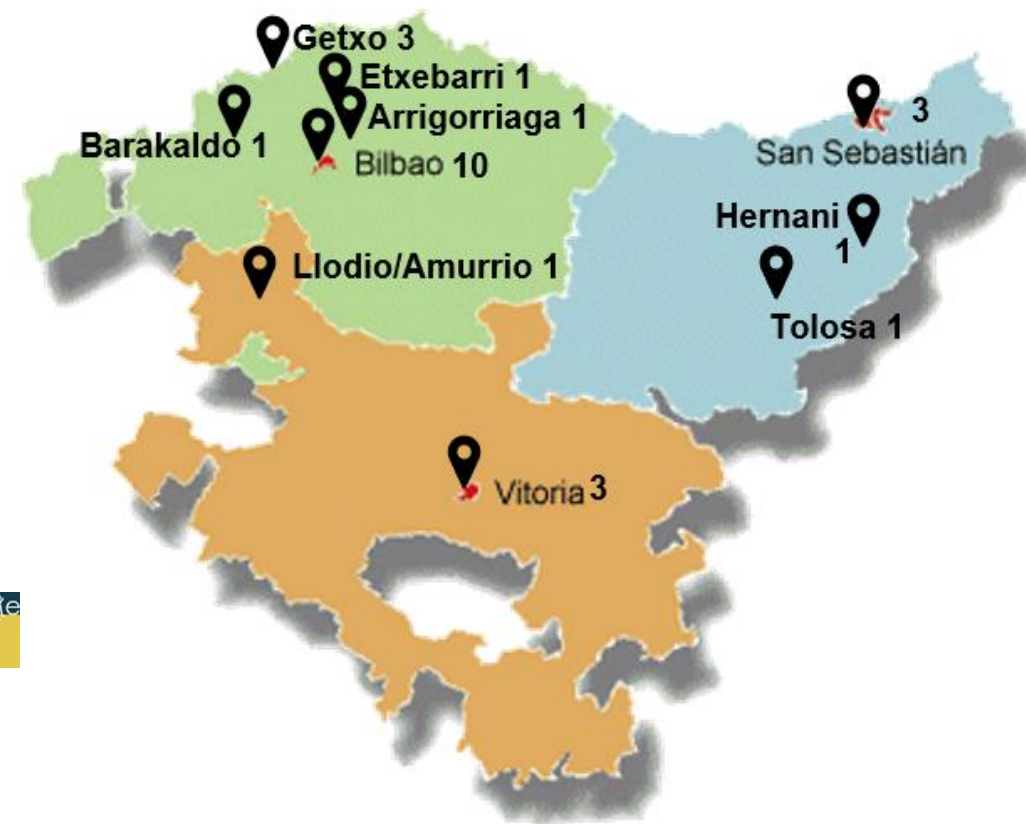 Getxo 3
Etxebarri 1
Arrigorriaga 1
Barakaldo 1
Bilbao 10
3
San Sebastián
Hernani
1
Llodio/Amurrio 1
Tolosa 1
Vitoria 3